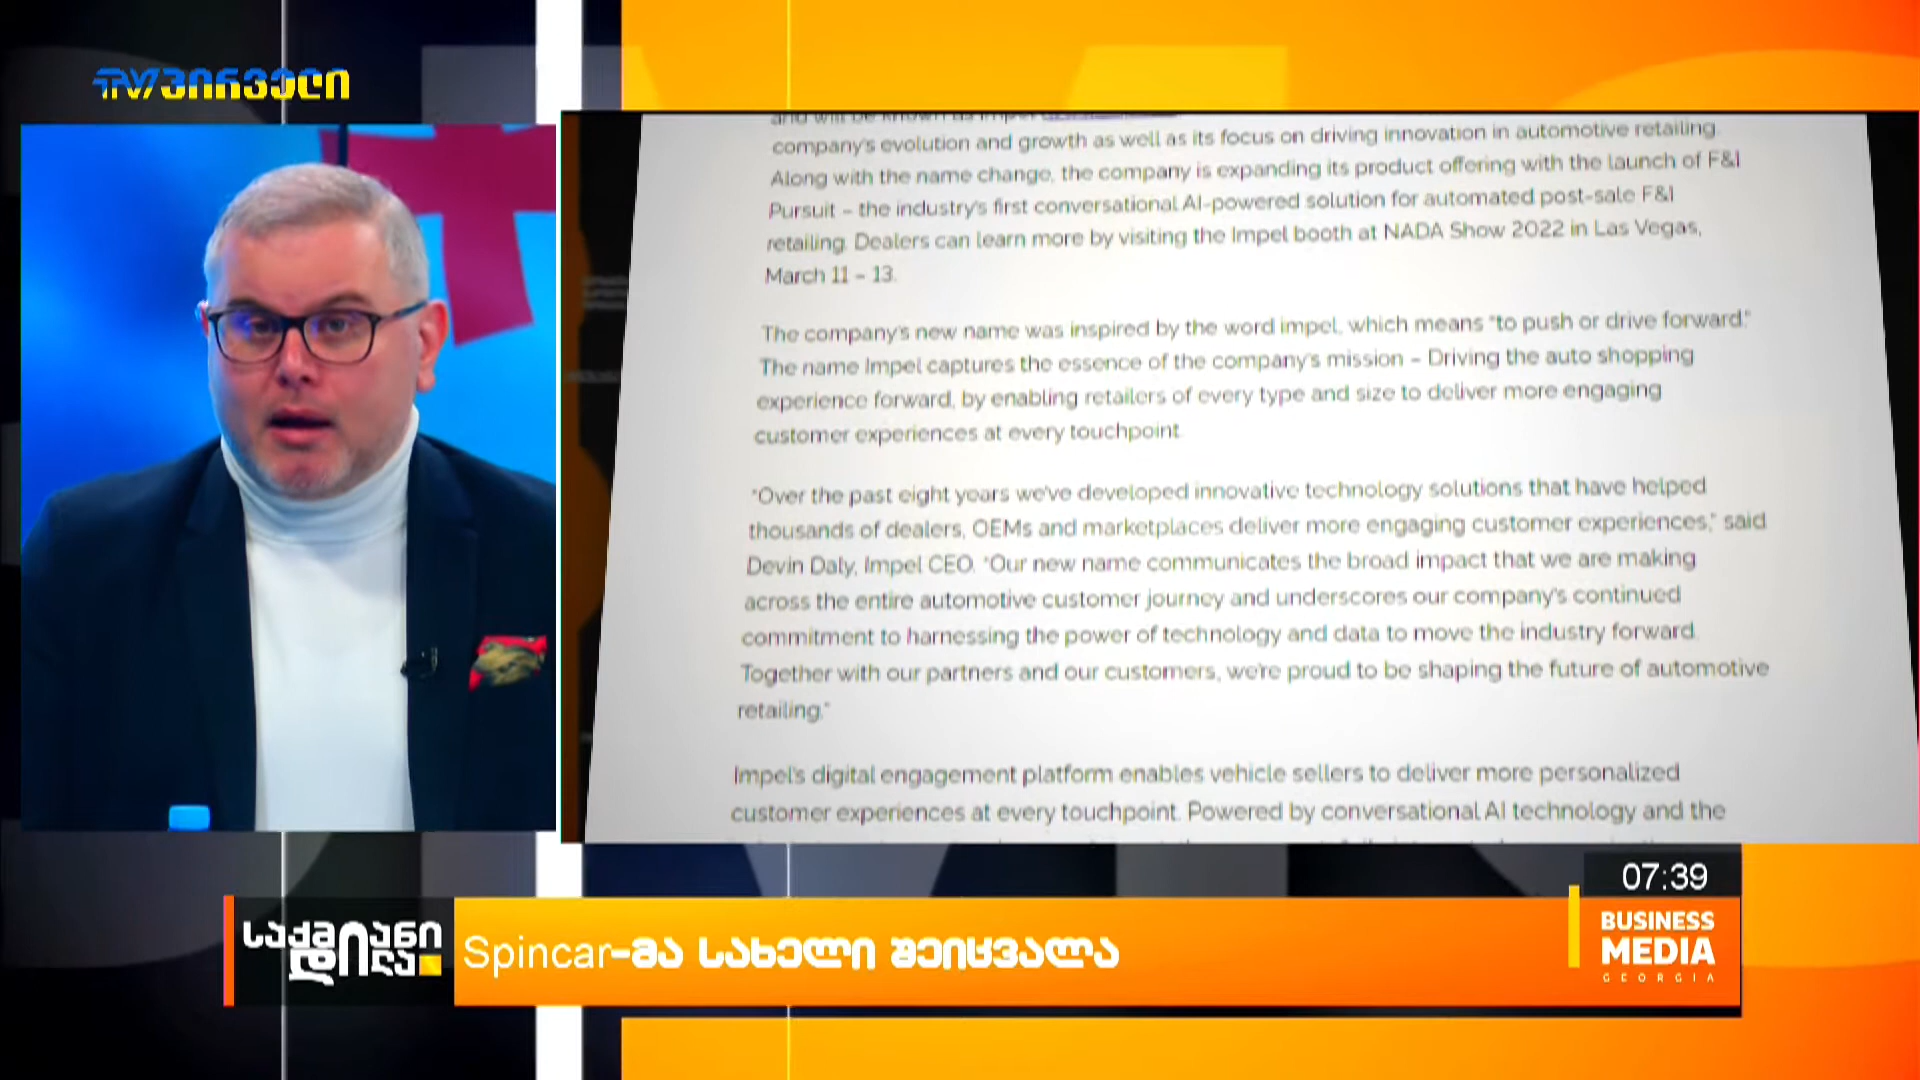 TV პირველი
and will be known as Impel
company's evolution and growth as well as its focus on driving innovation in automotive retailing.
Along with the name change, the company is expanding its product offering with the launch of F&I
Pursuit – the industry's first conversational AI-powered solution for automated post-sale F&I
retailing. Dealers can learn more by visiting the Impel booth at NADA Show 2022 in Las Vegas,
March 11 – 13.
The company's new name was inspired by the word impel, which means "to push or drive forward."
The name Impel captures the essence of the company's mission – Driving the auto shopping
experience forward, by enabling retailers of every type and size to deliver more engaging
customer experiences at every touchpoint.
"Over the past eight years we've developed innovative technology solutions that have helped
thousands of dealers, OEMs and marketplaces deliver more engaging customer experiences," said
Devin Daly, Impel CEO. "Our new name communicates the broad impact that we are making
across the entire automotive customer journey and underscores our company's continued
commitment to harnessing the power of technology and data to move the industry forward.
Together with our partners and our customers, we're proud to be shaping the future of automotive
retailing."
Impel's digital engagement platform enables vehicle sellers to deliver more personalized
customer experiences at every touchpoint. Powered by conversational AI technology and the
07:39
საქმიანი
დილა
Spincar-მა სახელი შეიცვალა
BUSINESS
MEDIA
GEORGIA